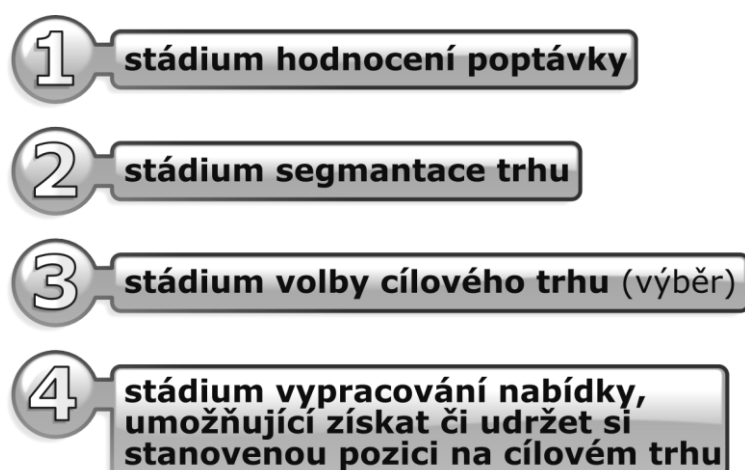 1 stádium hodnocení poptávky
2 stádium segmantace trhu
3 stádium volby cílového trhu (výběr)
4 stádium vypracování nabídky,
umožňující získat či udržet si
stanovenou pozici na cílovém trhu